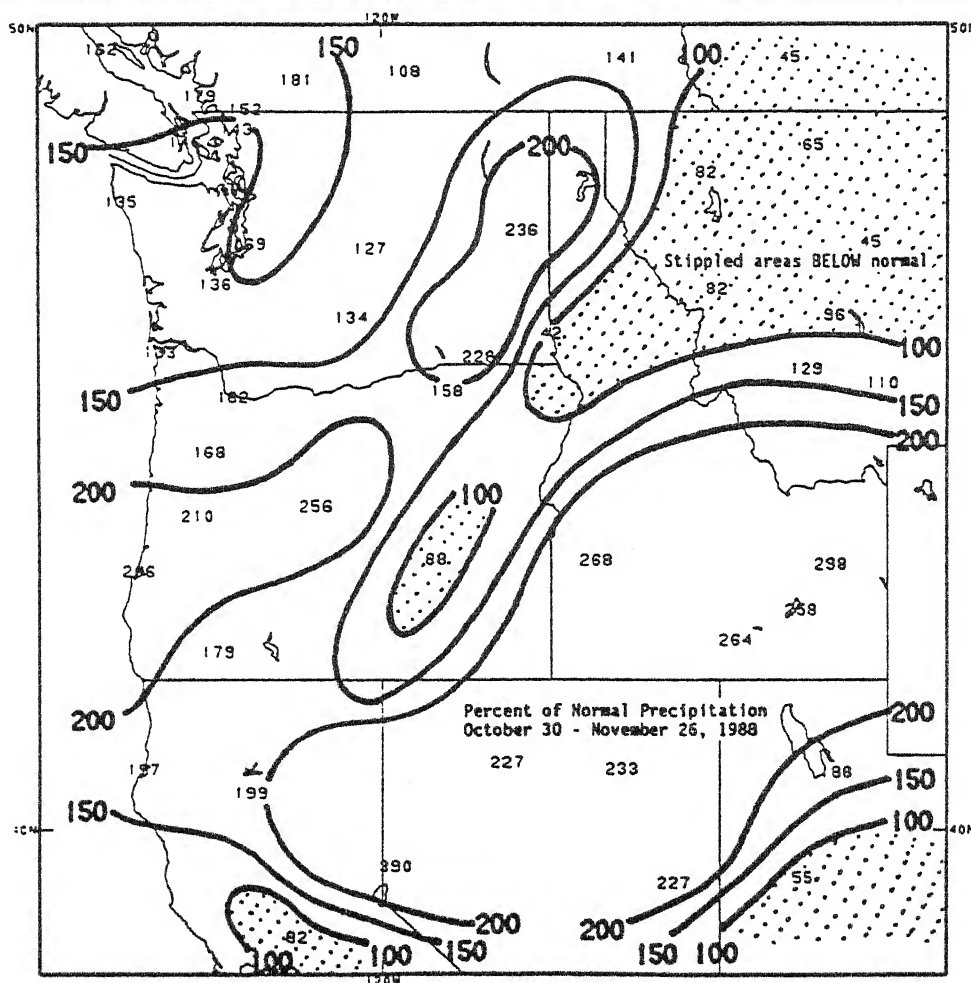 50N 120W 50N
150
162 181 108 141 100 45
179
152
43
150 200 65
82
135
236
69 127 45
Stippled areas BELOW normal
136 82
134 42 96
133 100
228
129 110
158
150 182 150
200
168
100
200 256
210
268 298
88
206
258
264
179
200 200
Percent of Normal Precipitation
October 30 - November 26, 1988
227 233
197
199 150
150 100
40N
390 55
227
200 200
82 150 150 100
100 100
120W